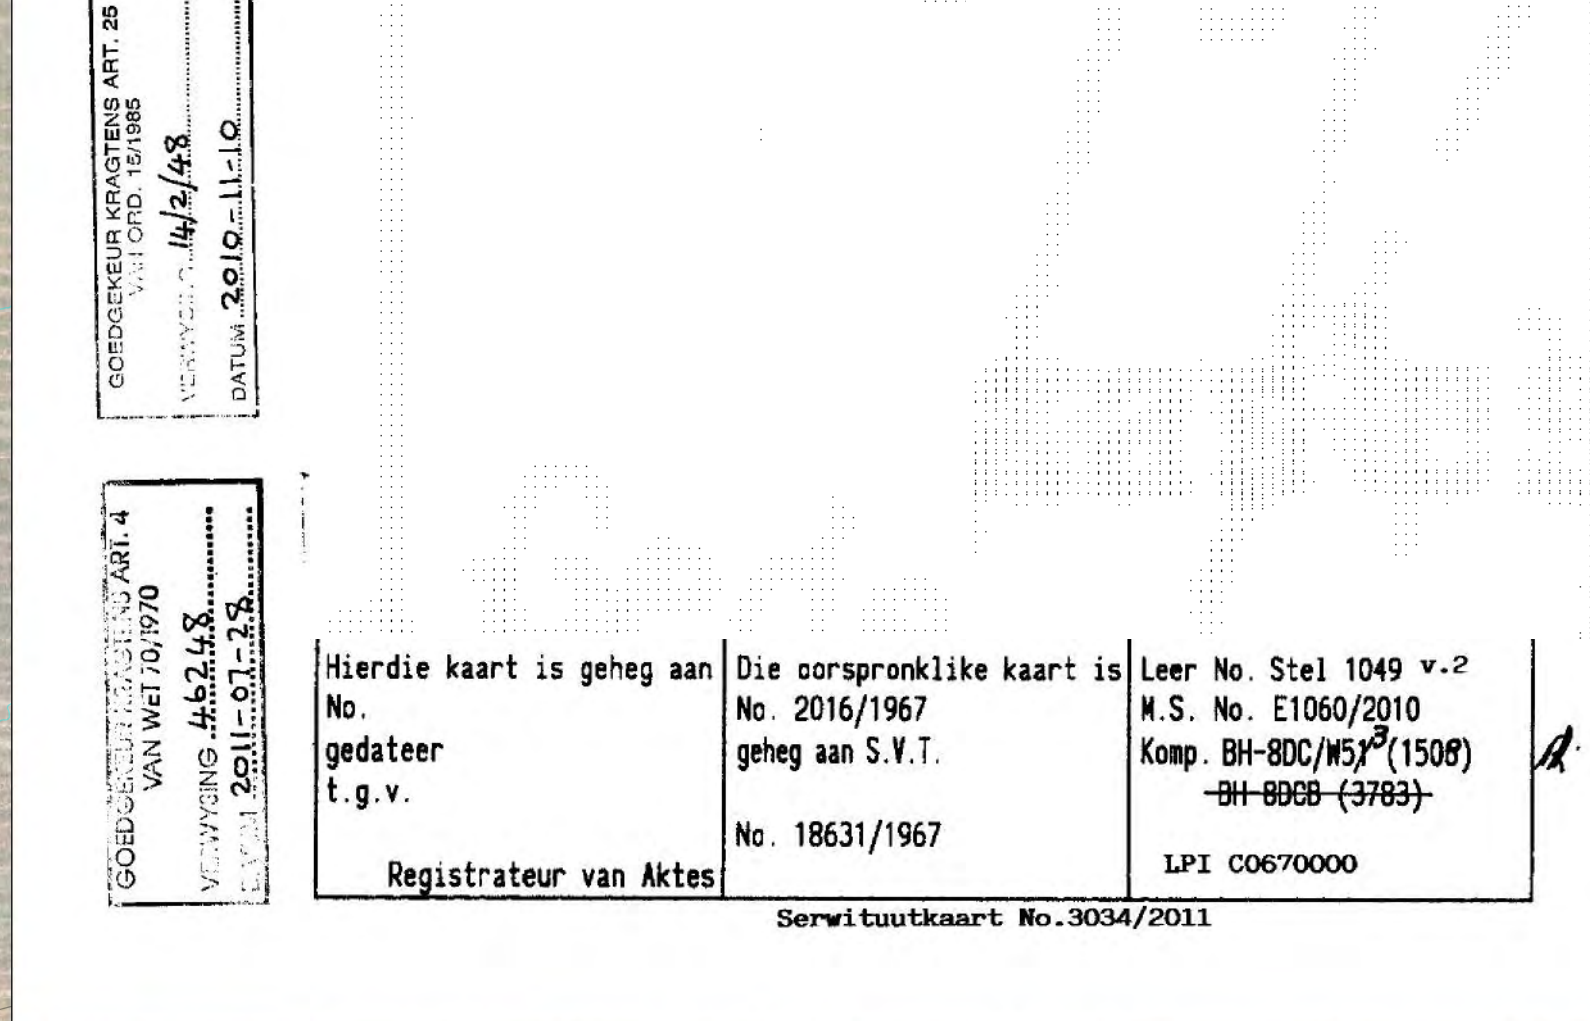 GOEDGEKEUR KRAGTENS ART. 25
VAN ORD. 15/1985
VERWYSING 14/2/48
DATUM 2010-11-10
GOEDGEKEUR KRAGTENS ART. 4
VAN WET 70/1970
VERWYSING 46248
DATUM 2011-07-28
Hierdie kaart is geheg aan
No.
gedateer
t.g.v.
Registrateur van Aktes
Die oorspronklike kaart is
No. 2016/1967
geheg aan S.V.T.
No. 18631/1967
Leer No. Stel 1049 v.2
M.S. No. E1060/2010
Komp. BH-8DC/W53 (1508)
BH-8DCB (3783)
LPI C0670000
Serwituutkaart No.3034/2011